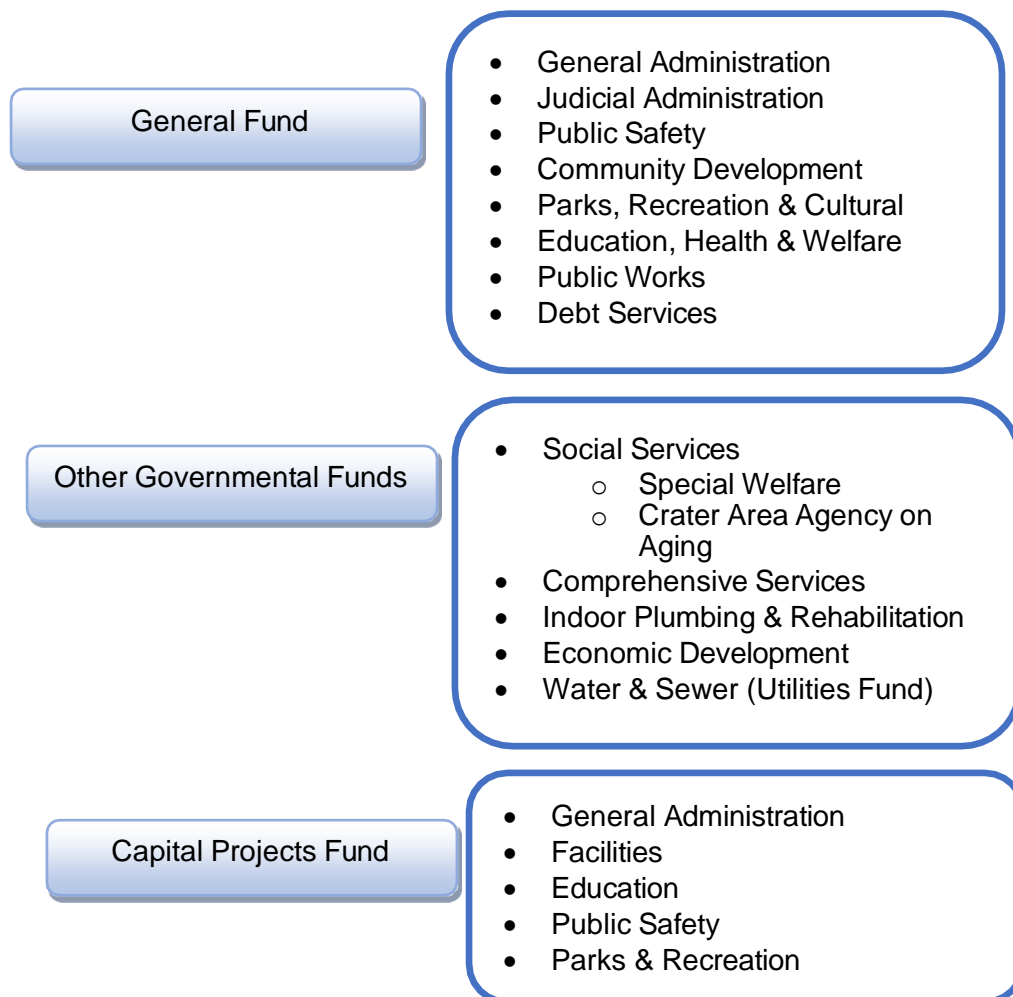 General Fund
• General Administration
• Judicial Administration
• Public Safety
• Community Development
• Parks, Recreation & Cultural
• Education, Health & Welfare
• Public Works
• Debt Services
Other Governmental Funds
• Social Services
o Special Welfare
o Crater Area Agency on
Aging
• Comprehensive Services
• Indoor Plumbing & Rehabilitation
• Economic Development
• Water & Sewer (Utilities Fund)
Capital Projects Fund
• General Administration
• Facilities
• Education
• Public Safety
• Parks & Recreation